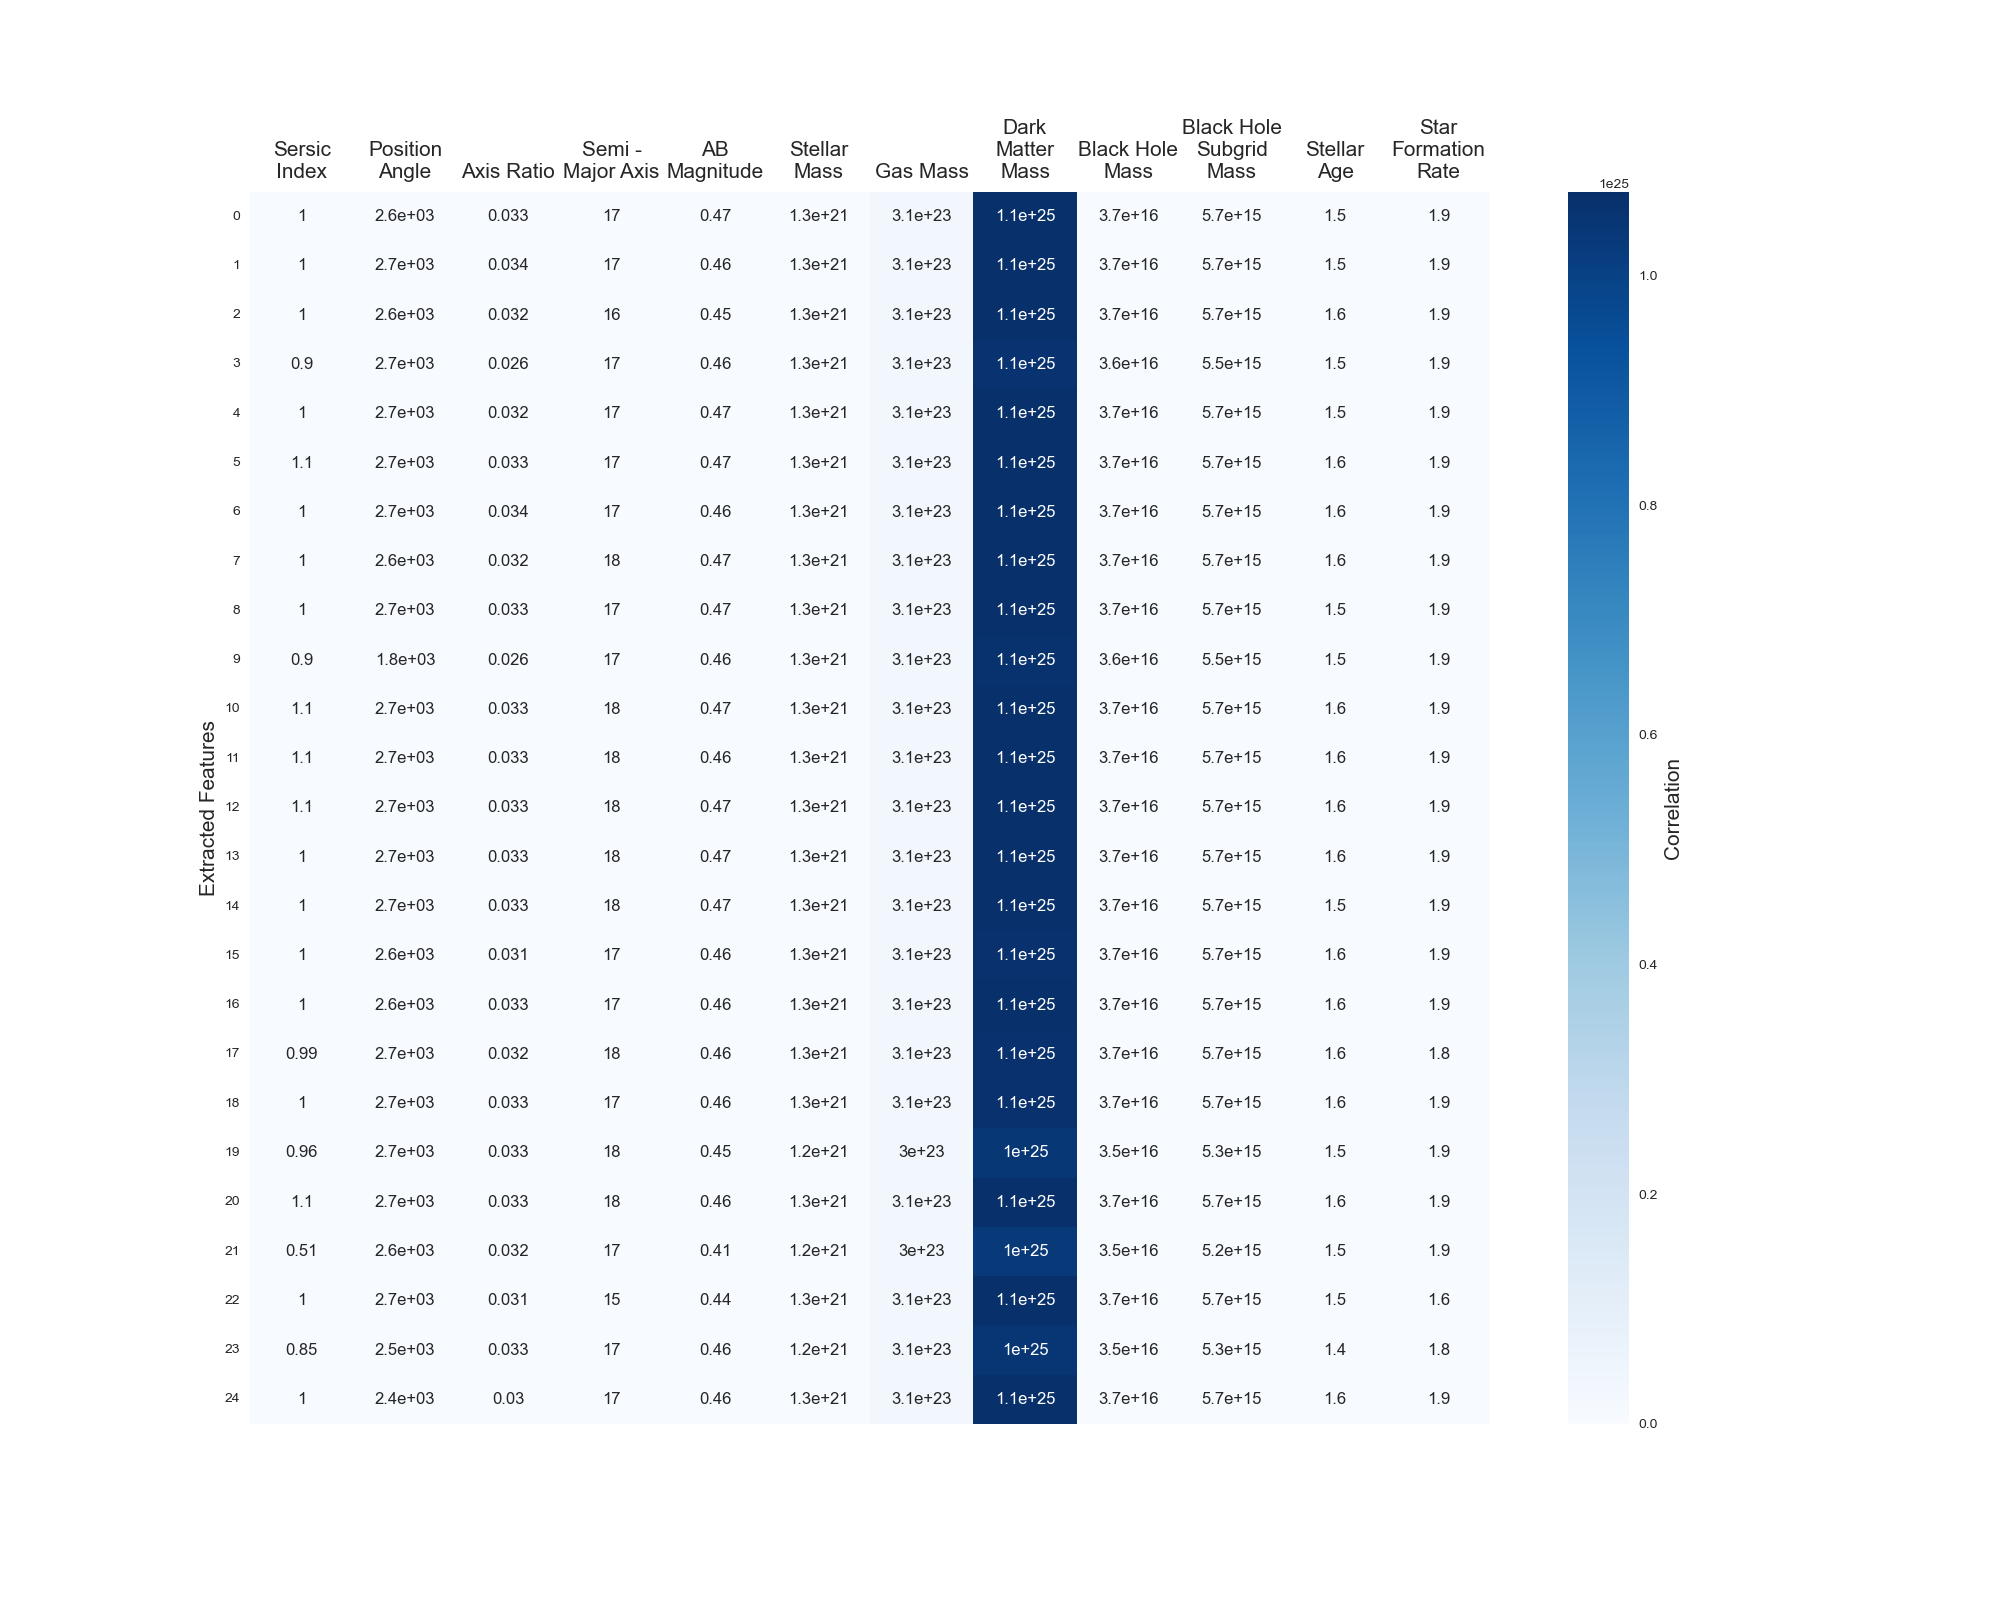 Dark Black Hole Star
Sersic Position Semi - AB Stellar Matter Black Hole Subgrid Stellar Formation
Index Angle Axis Ratio Major Axis Magnitude Mass Gas Mass Mass Mass Mass Age Rate
1e25
0 1 2.6e+03 0.033 17 0.47 1.3e+21 3.1e+23 1.1e+25 3.7e+16 5.7e+15 1.5 1.9
1 1 2.7e+03 0.034 17 0.46 1.3e+21 3.1e+23 1.1e+25 3.7e+16 5.7e+15 1.5 1.9
2 1 2.6e+03 0.032 16 0.45 1.3e+21 3.1e+23 1.1e+25 3.7e+16 5.7e+15 1.6 1.9
3 0.9 2.7e+03 0.026 17 0.46 1.3e+21 3.1e+23 1.1e+25 3.6e+16 5.5e+15 1.5 1.9
4 1 2.7e+03 0.032 17 0.47 1.3e+21 3.1e+23 1.1e+25 3.7e+16 5.7e+15 1.5 1.9
5 1.1 2.7e+03 0.033 17 0.47 1.3e+21 3.1e+23 1.1e+25 3.7e+16 5.7e+15 1.6 1.9
6 1 2.7e+03 0.034 17 0.46 1.3e+21 3.1e+23 1.1e+25 3.7e+16 5.7e+15 1.6 1.9
7 1 2.6e+03 0.032 18 0.47 1.3e+21 3.1e+23 1.1e+25 3.7e+16 5.7e+15 1.6 1.9
8 1 2.7e+03 0.033 17 0.47 1.3e+21 3.1e+23 1.1e+25 3.7e+16 5.7e+15 1.5 1.9
9 0.9 1.8e+03 0.026 17 0.46 1.3e+21 3.1e+23 1.1e+25 3.6e+16 5.5e+15 1.5 1.9
10 1.1 2.7e+03 0.033 18 0.47 1.3e+21 3.1e+23 1.1e+25 3.7e+16 5.7e+15 1.6 1.9
11 1.1 2.7e+03 0.033 18 0.46 1.3e+21 3.1e+23 1.1e+25 3.7e+16 5.7e+15 1.6 1.9
12 1.1 2.7e+03 0.033 18 0.47 1.3e+21 3.1e+23 1.1e+25 3.7e+16 5.7e+15 1.6 1.9
13 1 2.7e+03 0.033 18 0.47 1.3e+21 3.1e+23 1.1e+25 3.7e+16 5.7e+15 1.6 1.9
14 1 2.7e+03 0.033 18 0.47 1.3e+21 3.1e+23 1.1e+25 3.7e+16 5.7e+15 1.5 1.9
15 1 2.6e+03 0.031 17 0.46 1.3e+21 3.1e+23 1.1e+25 3.7e+16 5.7e+15 1.6 1.9
16 1 2.6e+03 0.033 17 0.46 1.3e+21 3.1e+23 1.1e+25 3.7e+16 5.7e+15 1.6 1.9
17 0.99 2.7e+03 0.032 18 0.46 1.3e+21 3.1e+23 1.1e+25 3.7e+16 5.7e+15 1.6 1.8
18 1 2.7e+03 0.033 17 0.46 1.3e+21 3.1e+23 1.1e+25 3.7e+16 5.7e+15 1.6 1.9
19 0.96 2.7e+03 0.033 18 0.45 1.2e+21 3e+23 1e+25 3.5e+16 5.3e+15 1.5 1.9
20 1.1 2.7e+03 0.033 18 0.46 1.3e+21 3.1e+23 1.1e+25 3.7e+16 5.7e+15 1.6 1.9
21 0.51 2.6e+03 0.032 17 0.41 1.2e+21 3e+23 1e+25 3.5e+16 5.2e+15 1.5 1.9
22 1 2.7e+03 0.031 15 0.44 1.3e+21 3.1e+23 1.1e+25 3.7e+16 5.7e+15 1.5 1.6
23 0.85 2.5e+03 0.033 17 0.46 1.2e+21 3.1e+23 1e+25 3.5e+16 5.3e+15 1.4 1.8
24 1 2.4e+03 0.03 17 0.46 1.3e+21 3.1e+23 1.1e+25 3.7e+16 5.7e+15 1.6 1.9
Extracted Features
1.0
0.8
0.6
0.4
0.2
0.0
Correlation